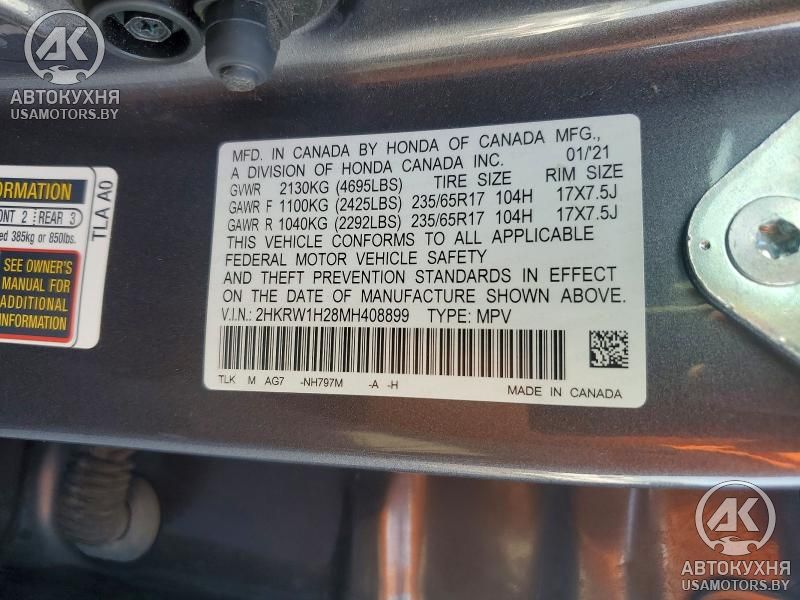 AK
АВТОКУХНЯ
USAMOTORS.BY
ORMATION
ONT 2 REAR 3
ed 385kg or 850lbs.
SEE OWNER'S
MANUAL FOR
ADDITIONAL
INFORMATION
TLA A0
MFD. IN CANADA BY HONDA OF CANADA MFG.,
A DIVISION OF HONDA CANADA INC. 01/'21
GVWR 2130KG (4695LBS) TIRE SIZE RIM SIZE
GAWR F 1100KG (2425LBS) 235/65R17 104H 17X7.5J
GAWR R 1040KG (2292LBS) 235/65R17 104H 17X7.5J
THIS VEHICLE CONFORMS TO ALL APPLICABLE
FEDERAL MOTOR VEHICLE SAFETY
AND THEFT PREVENTION STANDARDS IN EFFECT
ON THE DATE OF MANUFACTURE SHOWN ABOVE.
V.I.N.: 2HKRW1H28MH408899 TYPE: MPV
TLK M AG7 -NH797M -A -H MADE IN CANADA
AK
АВТОКУХНЯ
USAMOTORS.BY